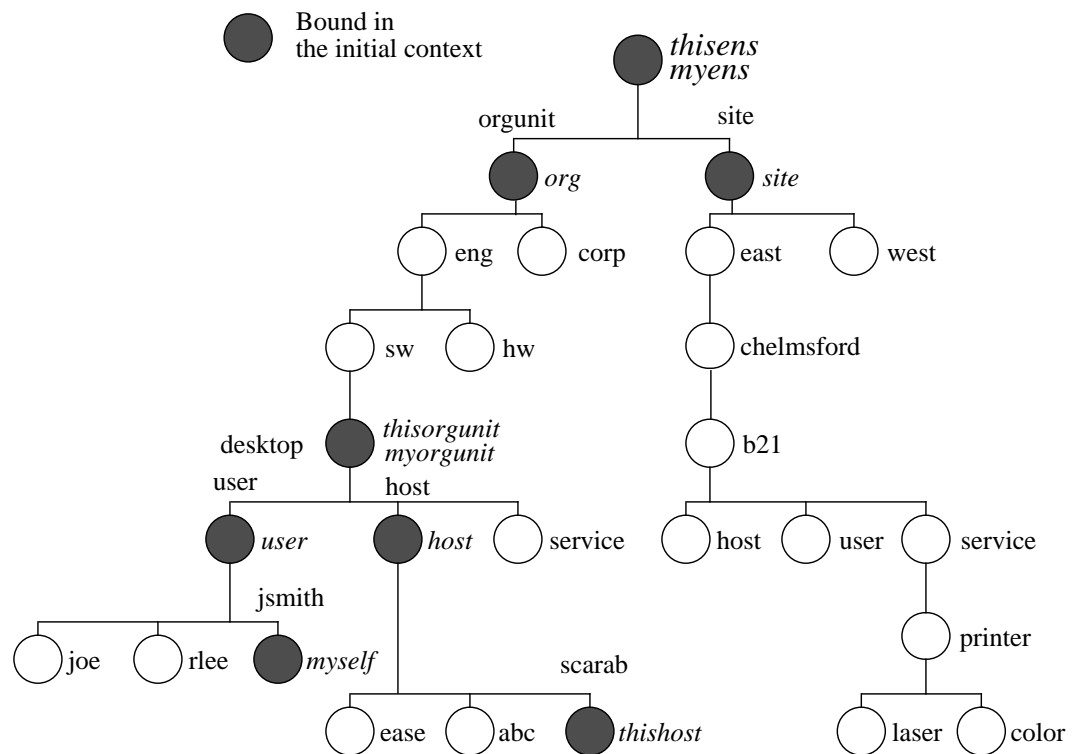 Bound in
the initial context
thisens
myens
orgunit
site
org
site
eng
corp
east
west
sw
hw
chelmsford
desktop
thisorgunit
myorgunit
b21
user
host
user
host
service
host
user
service
jsmith
joe
rlee
myself
printer
scarab
ease
abc
thishost
laser
color